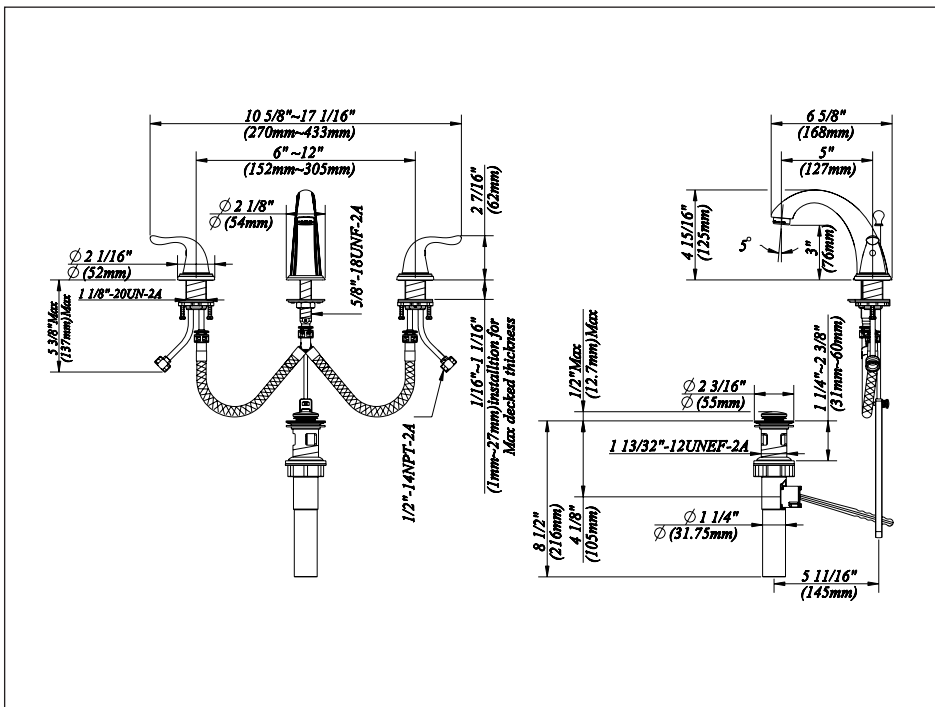 10 5/8"~17 1/16"
(270mm~433mm)
6" ~12"
(152mm~305mm)
Ø 2 1/8"
Ø (54mm)
2 7/16"
(62mm)
Ø 2 1/16"
Ø (52mm)
1 1/8"-20UN-2A
5 3/8"Max
(137mm)Max
5/8"-18UNF-2A
1/2"-14NPT-2A
1/16"~1 1/16"
(1mm~27mm)installtion for
Max decked thickness
6 5/8"
(168mm)
5"
(127mm)
4 15/16"
(125mm)
5°
3"
(76mm)
1/2"Max
(12.7mm)Max
Ø 2 3/16"
Ø (55mm)
1 1/4"~2 3/8"
(31mm~60mm)
1 13/32"-12UNEF-2A
8 1/2"
(216mm)
4 1/8"
(105mm)
Ø 1 1/4"
Ø (31.75mm)
5 11/16"
(145mm)